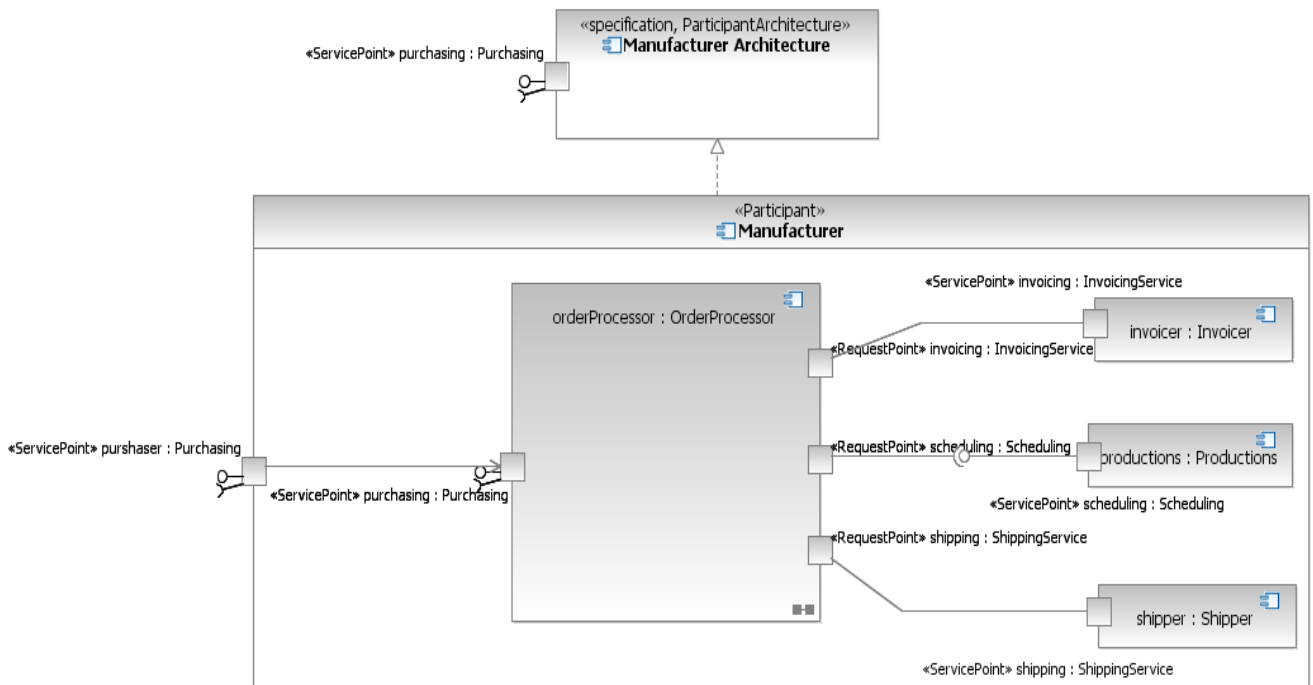 «specification, ParticipantArchitecture»
Manufacturer Architecture
«ServicePoint» purchasing : Purchasing
«Participant»
Manufacturer
«ServicePoint» invoicing : InvoicingService
orderProcessor : OrderProcessor
invoicer : Invoicer
«RequestPoint» invoicing : InvoicingService
«ServicePoint» purshaser : Purchasing
«RequestPoint» scheduling : Scheduling
productions : Productions
«ServicePoint» purchasing : Purchasing
«ServicePoint» scheduling : Scheduling
«RequestPoint» shipping : ShippingService
shipper : Shipper
«ServicePoint» shipping : ShippingService